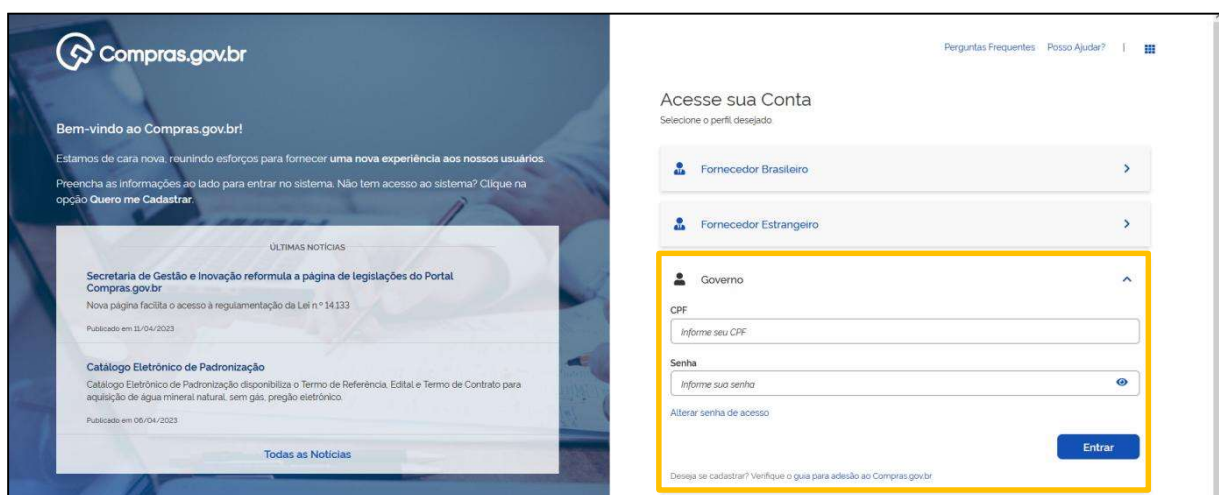 Compras.gov.br
Bem-vindo ao Compras.gov.br!
Estamos de cara nova, reunindo esforços para fornecer uma nova experiência aos nossos usuários.
Preencha as informações ao lado para entrar no sistema. Não tem acesso ao sistema? Clique na
opção Quero me Cadastrar.
ÚLTIMAS NOTÍCIAS
Secretaria de Gestão e Inovação reformula a página de legislações do Portal
Compras.gov.br
Nova página facilita o acesso à regulamentação da Lei n.º 14.133
Publicado em 11/04/2023
Catálogo Eletrônico de Padronização
Catálogo Eletrônico de Padronização disponibiliza o Termo de Referência, Edital e Termo de Contrato para
aquisição de água mineral natural, sem gás, pregão eletrônico.
Publicado em 06/04/2023
Todas as Notícias
Perguntas Frequentes Posso Ajudar? |
Acesse sua Conta
Selecione o perfil desejado.
Fornecedor Brasileiro
Fornecedor Estrangeiro
Governo
CPF
Informe seu CPF
Senha
Informe sua senha
Alterar senha de acesso
Entrar
Deseja se cadastrar? Verifique o guia para adesão ao Compras.gov.br